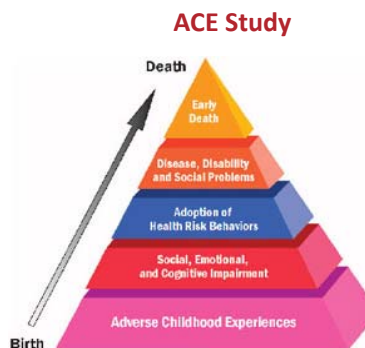 ACE Study
Death
Early
Death
Disease, Disability
and Social Problems
Adoption of
Health Risk Behaviors
Social, Emotional,
and Cognitive Impairment
Adverse Childhood Experiences
Birth